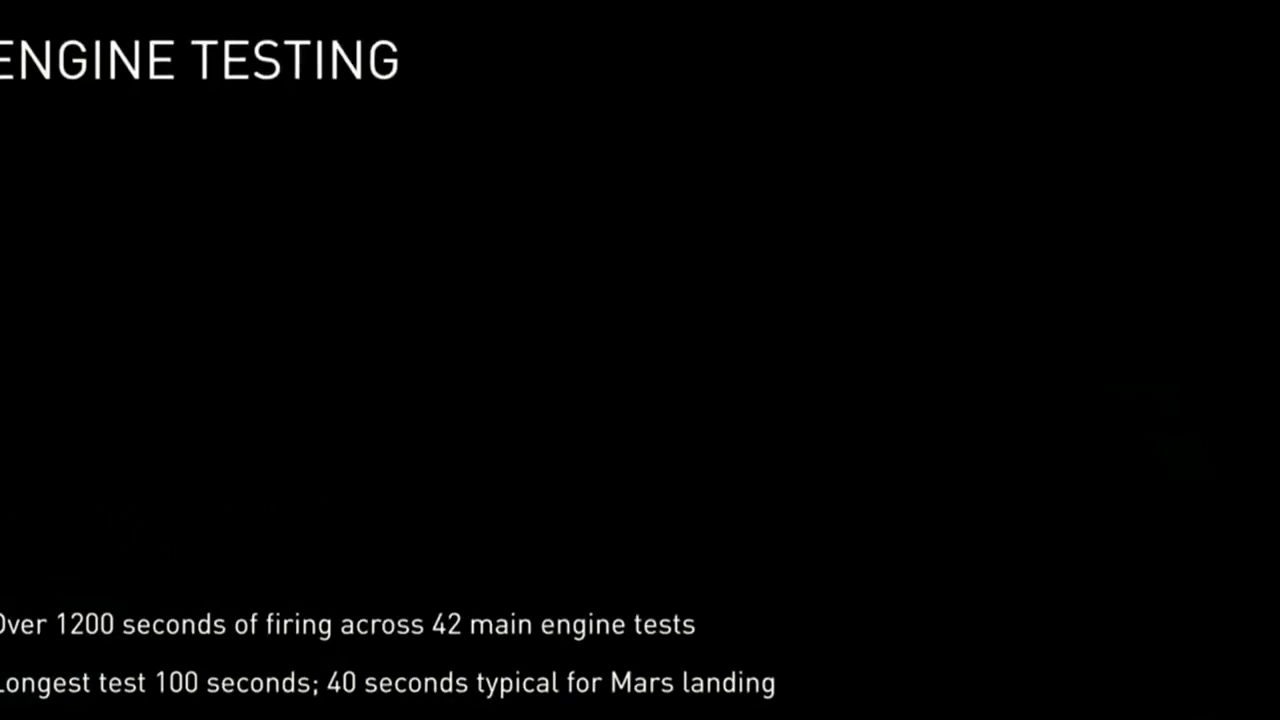 ENGINE TESTING
Over 1200 seconds of firing across 42 main engine tests
Longest test 100 seconds; 40 seconds typical for Mars landing